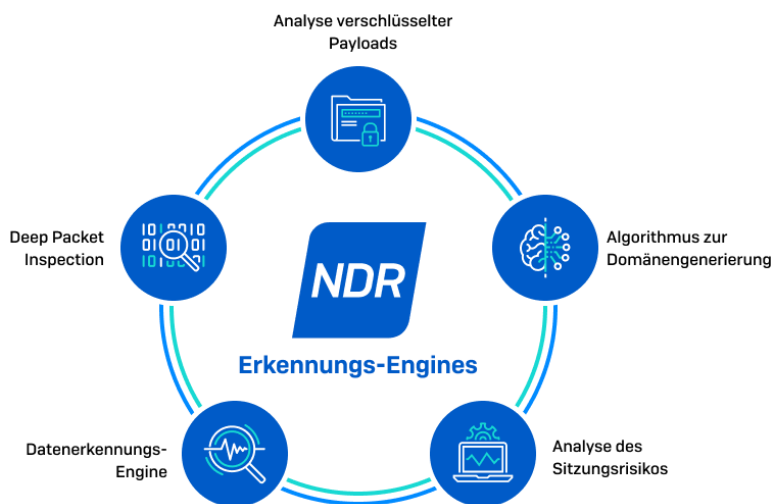 Analyse verschlüsselter
Payloads
Deep Packet
Inspection
Algorithmus zur
Domänengenerierung
NDR
Erkennungs-Engines
Datenerkennungs-
Engine
Analyse des
Sitzungsrisikos